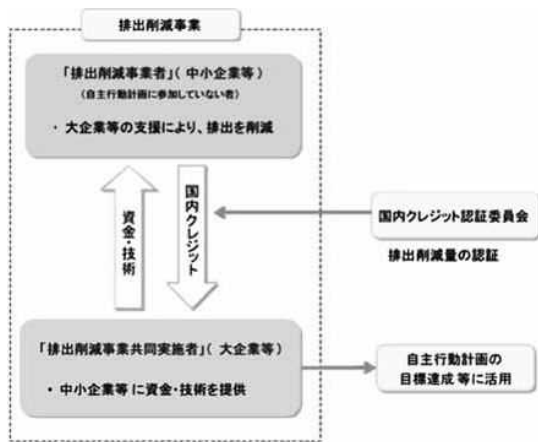 排出削減事業
「排出削減事業者」(中小企業等)
(自主行動計画に参加していない者)
・ 大企業等の支援により、排出を削減
資金・技術
国内クレジット
国内クレジット認証委員会
排出削減量の認証
「排出削減事業共同実施者」(大企業等)
・ 中小企業等に資金・技術を提供
自主行動計画の
目標達成等に活用